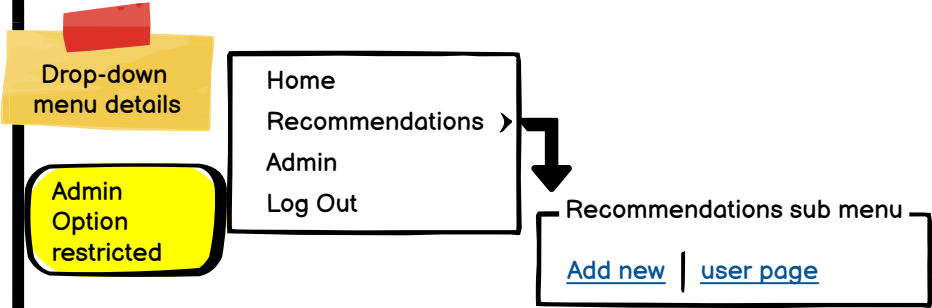 Drop-down
menu details
Home
Recommendations
Admin
Log Out
Admin
Option
restricted
Recommendations sub menu
Add new
user page